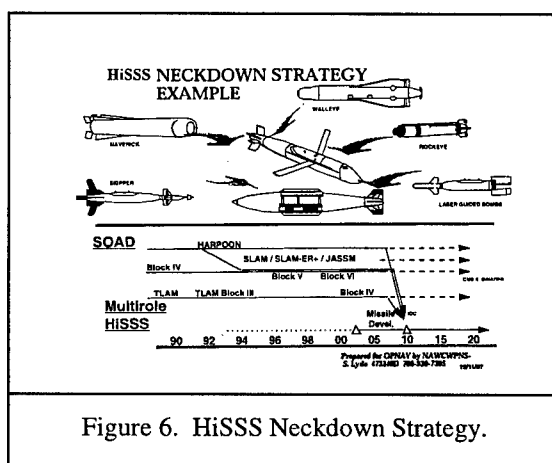 HiSSS NECKDOWN STRATEGY
EXAMPLE
WALLEYE
MAVERICK
ROCKEYE
SKIPPER
LASER GUIDED BOMBS
SOAD
HARPOON
SLAM / SLAM-ER+ / JASSM
Block IV
Block V Block VI
TLAM TLAM Block III Block IV
Multirole
HiSSS
Missile
Devel.
IOC
90 92 94 96 98 00 05 10 15 20
Prepared for OPNAV by NAWCWPNS-
S. Lyda
Figure 6. HiSSS Neckdown Strategy.